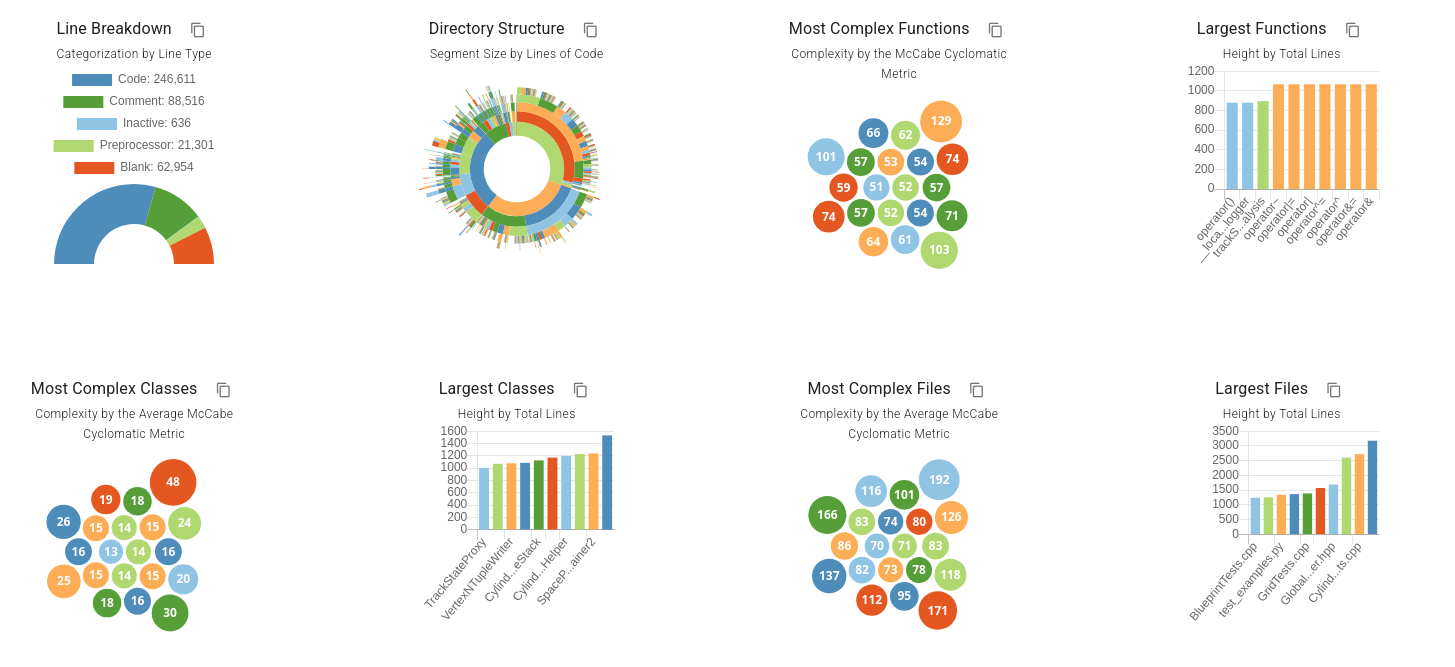 Line Breakdown
Categorization by Line Type
Code: 246,611
Comment: 88,516
Inactive: 636
Preprocessor: 21,301
Blank: 62,954
Directory Structure
Segment Size by Lines of Code
Most Complex Functions
Complexity by the McCabe Cyclomatic
Metric
129
66
62
101
57
53
54
74
59
51
52
57
74
57
52
54
71
64
61
103
Largest Functions
Height by Total Lines
1200
1000
800
600
400
200
0
operator()
__loca...logger
trackS...alysis
operator~
operator|=
operator|
operator^=
operator^
operator&=
operator&
Most Complex Classes
Complexity by the Average McCabe
Cyclomatic Metric
48
19
18
26
15
14
15
24
16
13
14
16
25
15
14
15
20
18
16
30
Largest Classes
Height by Total Lines
1600
1400
1200
1000
800
600
400
200
0
TrackStateProxy
VertexNTupleWriter
Cylind...eStack
Cylind...Helper
SpaceP...ainer2
Most Complex Files
Complexity by the Average McCabe
Cyclomatic Metric
192
116
101
166
83
74
80
126
86
70
71
83
137
82
73
78
118
112
95
171
Largest Files
Height by Total Lines
3500
3000
2500
2000
1500
1000
500
0
BlueprintTests.cpp
test_examples.py
GridTests.cpp
Global...er.hpp
Cylind...ts.cpp